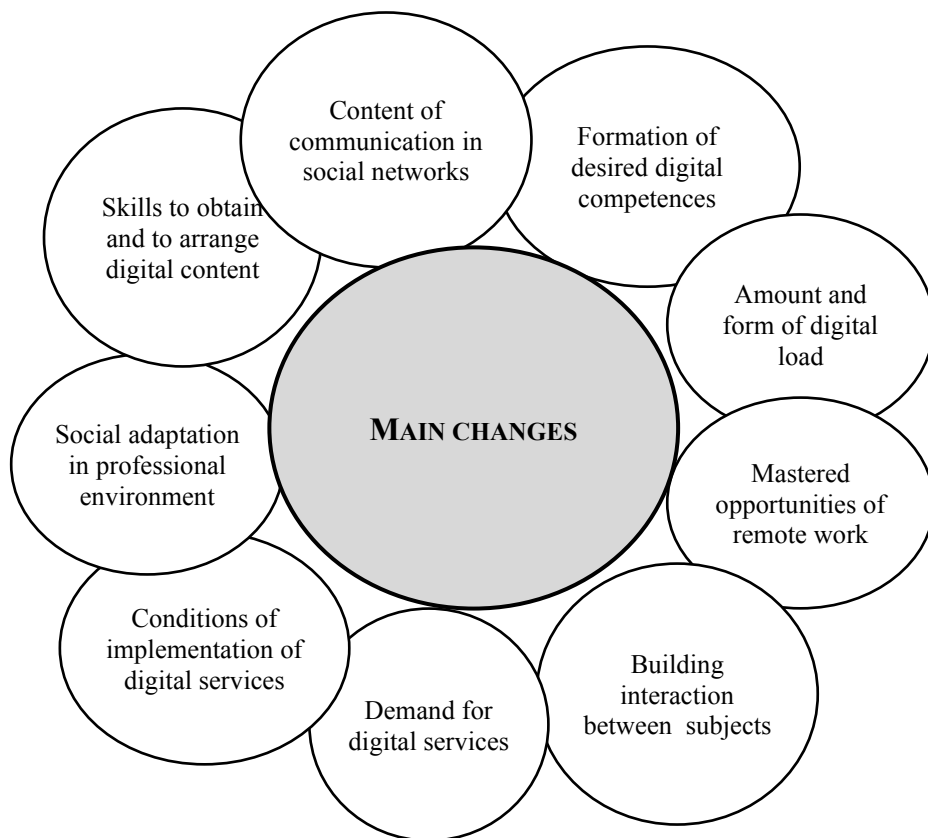 Content of
communication in
social networks
Formation of
desired digital
competences
Skills to obtain
and to arrange
digital content
Amount and
form of digital
load
MAIN CHANGES
Social adaptation
in professional
environment
Mastered
opportunities of
remote work
Conditions of
implementation of
digital services
Building
interaction
between subjects
Demand for
digital services